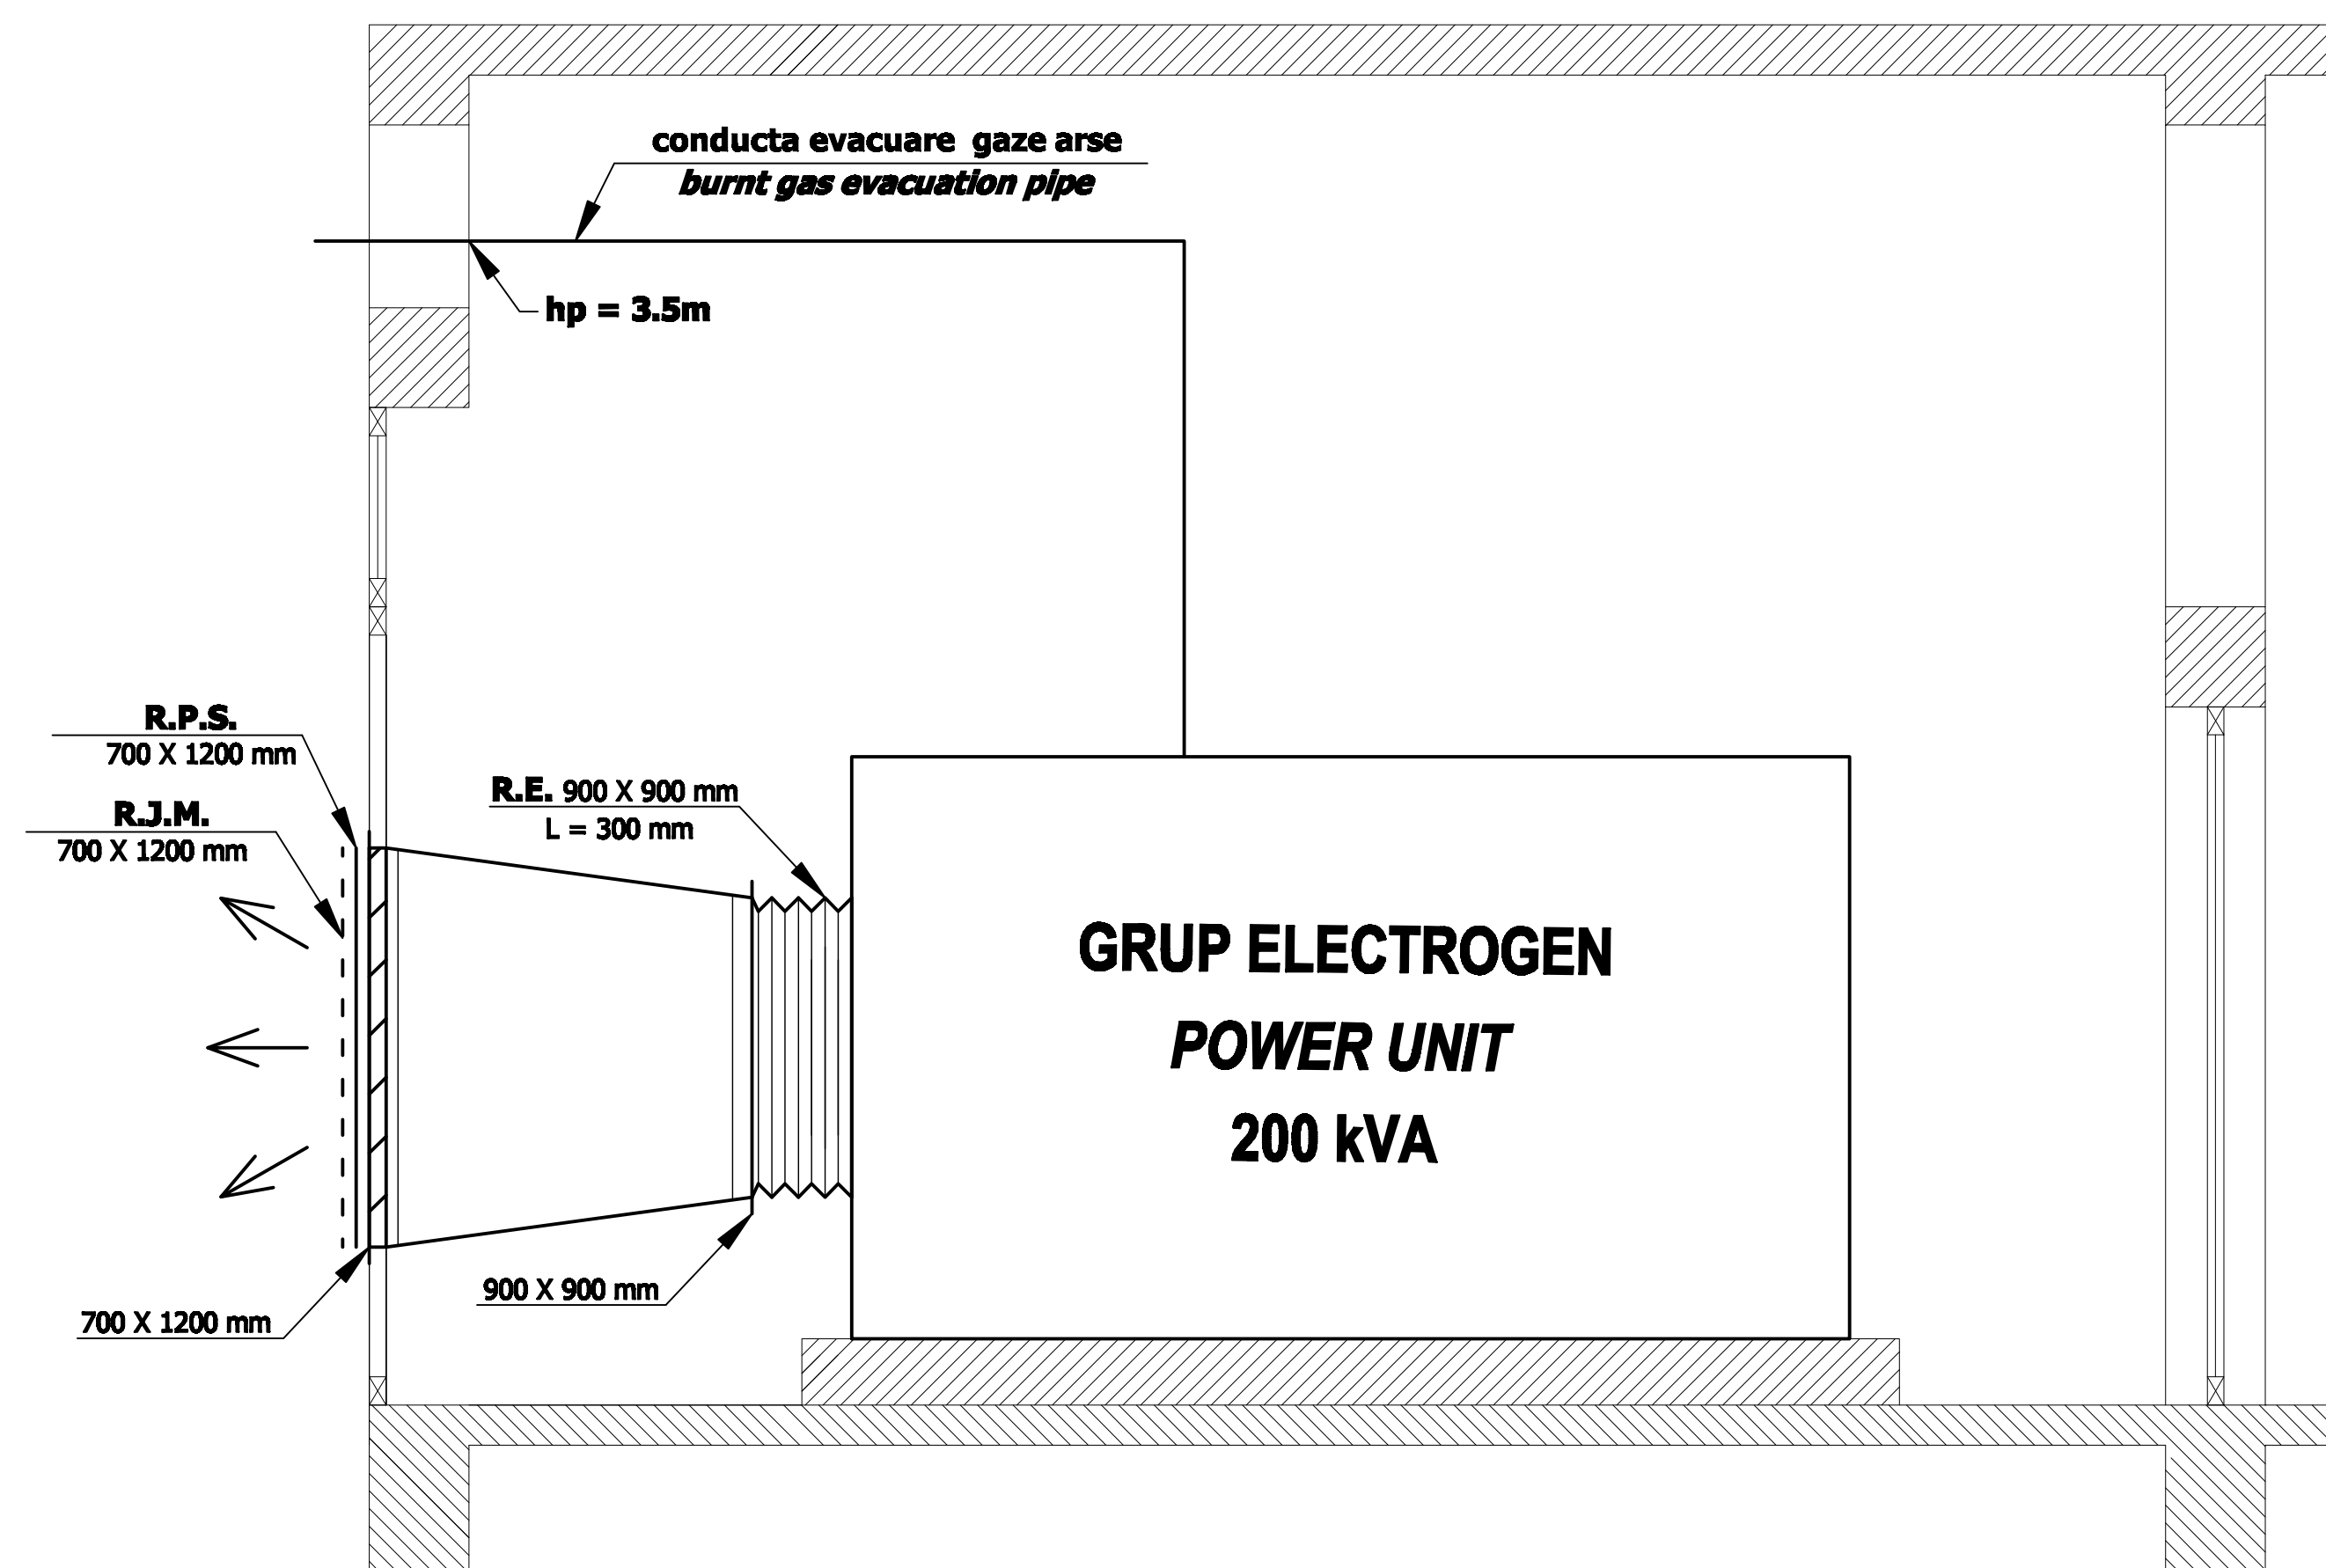 conducta evacuare gaze arse
burnt gas evacuation pipe
hp = 3.5m
R.P.S.
700 X 1200 mm
R.J.M.
700 X 1200 mm
R.E. 900 X 900 mm
L = 300 mm
GRUP ELECTROGEN
POWER UNIT
200 kVA
900 X 900 mm
700 X 1200 mm